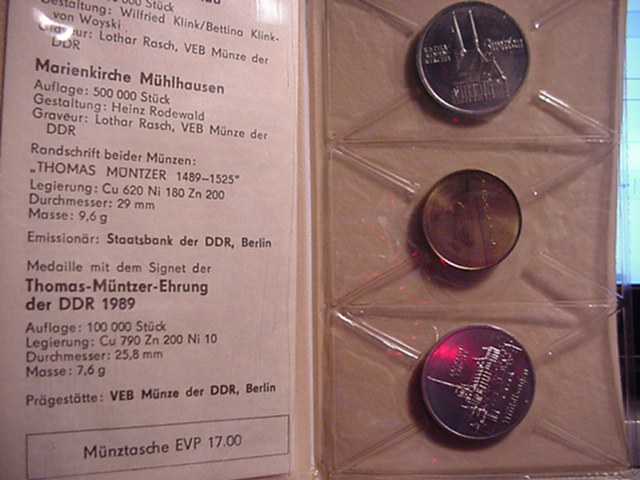 Gestaltung: Wilfried Klink/Bettina Klink-
von Woyski
Graveur: Lothar Rasch, VEB Münze der
DDR
Marienkirche Mühlhausen
Auflage: 500 000 Stück
Gestaltung: Heinz Rodewald
Graveur: Lothar Rasch, VEB Münze der
DDR
Randschrift beider Münzen:
„THOMAS MÜNTZER 1489–1525“
Legierung: Cu 620 Ni 180 Zn 200
Durchmesser: 29 mm
Masse: 9,6 g
Emissionär: Staatsbank der DDR, Berlin
Medaille mit dem Signet der
Thomas-Müntzer-Ehrung
der DDR 1989
Auflage: 100 000 Stück
Legierung: Cu 790 Zn 200 Ni 10
Durchmesser: 25,8 mm
Masse: 7,6 g
Prägestätte: VEB Münze der DDR, Berlin
Münztasche EVP 17.00